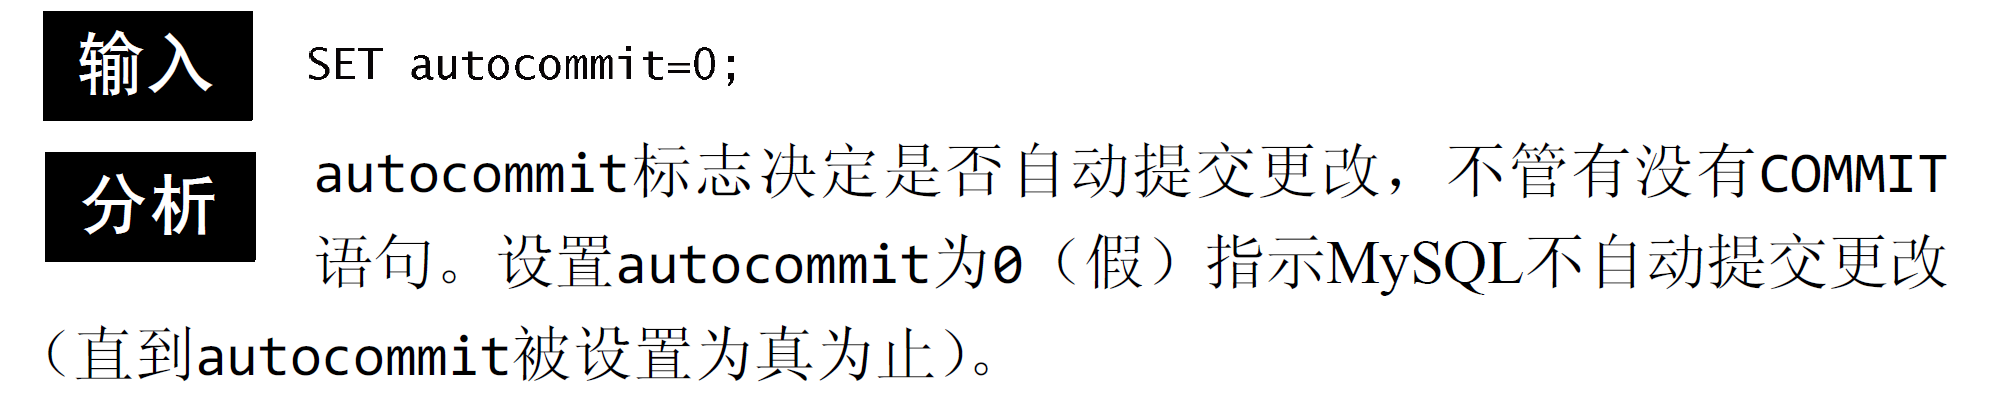 输入 SET autocommit=0;
分析 autocommit标志决定是否自动提交更改，不管有没有COMMIT
语句。设置autocommit为0（假）指示MySQL不自动提交更改
（直到autocommit被设置为真为止）。